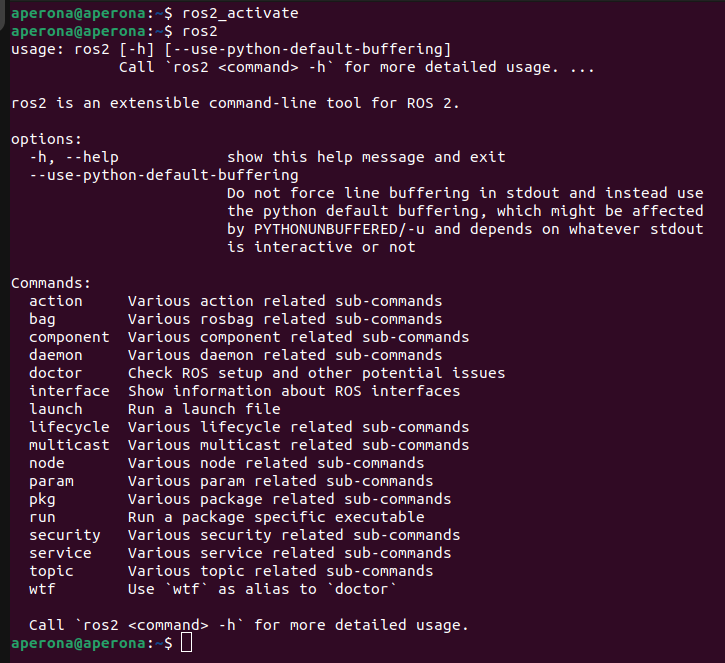 aperona@aperona:~$ ros2_activate
aperona@aperona:~$ ros2
usage: ros2 [-h] [--use-python-default-buffering]
            Call `ros2 <command> -h` for more detailed usage. ...

ros2 is an extensible command-line tool for ROS 2.

options:
  -h, --help            show this help message and exit
  --use-python-default-buffering
                        Do not force line buffering in stdout and instead use
                        the python default buffering, which might be affected
                        by PYTHONUNBUFFERED/-u and depends on whatever stdout
                        is interactive or not

Commands:
  action     Various action related sub-commands
  bag        Various rosbag related sub-commands
  component  Various component related sub-commands
  daemon     Various daemon related sub-commands
  doctor     Check ROS setup and other potential issues
  interface  Show information about ROS interfaces
  launch     Run a launch file
  lifecycle  Various lifecycle related sub-commands
  multicast  Various multicast related sub-commands
  node       Various node related sub-commands
  param      Various param related sub-commands
  pkg        Various package related sub-commands
  run        Run a package specific executable
  security   Various security related sub-commands
  service    Various service related sub-commands
  topic      Various topic related sub-commands
  wtf        Use `wtf` as alias to `doctor`

  Call `ros2 <command> -h` for more detailed usage.
aperona@aperona:~$